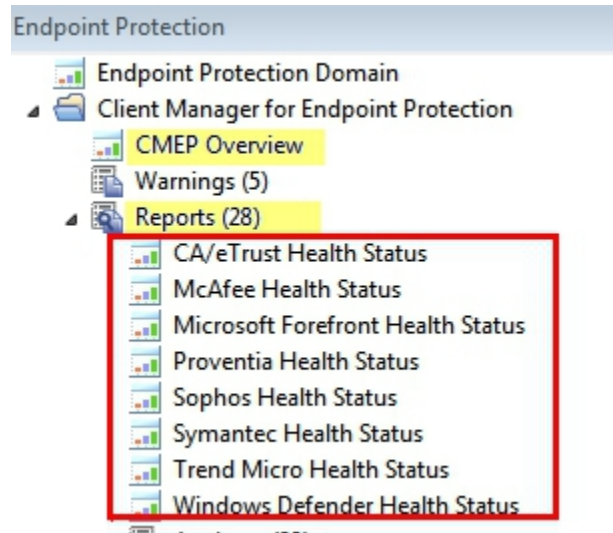 Endpoint Protection
Endpoint Protection Domain
Client Manager for Endpoint Protection
CMEP Overview
Warnings (5)
Reports (28)
CA/eTrust Health Status
McAfee Health Status
Microsoft Forefront Health Status
Proventia Health Status
Sophos Health Status
Symantec Health Status
Trend Micro Health Status
Windows Defender Health Status